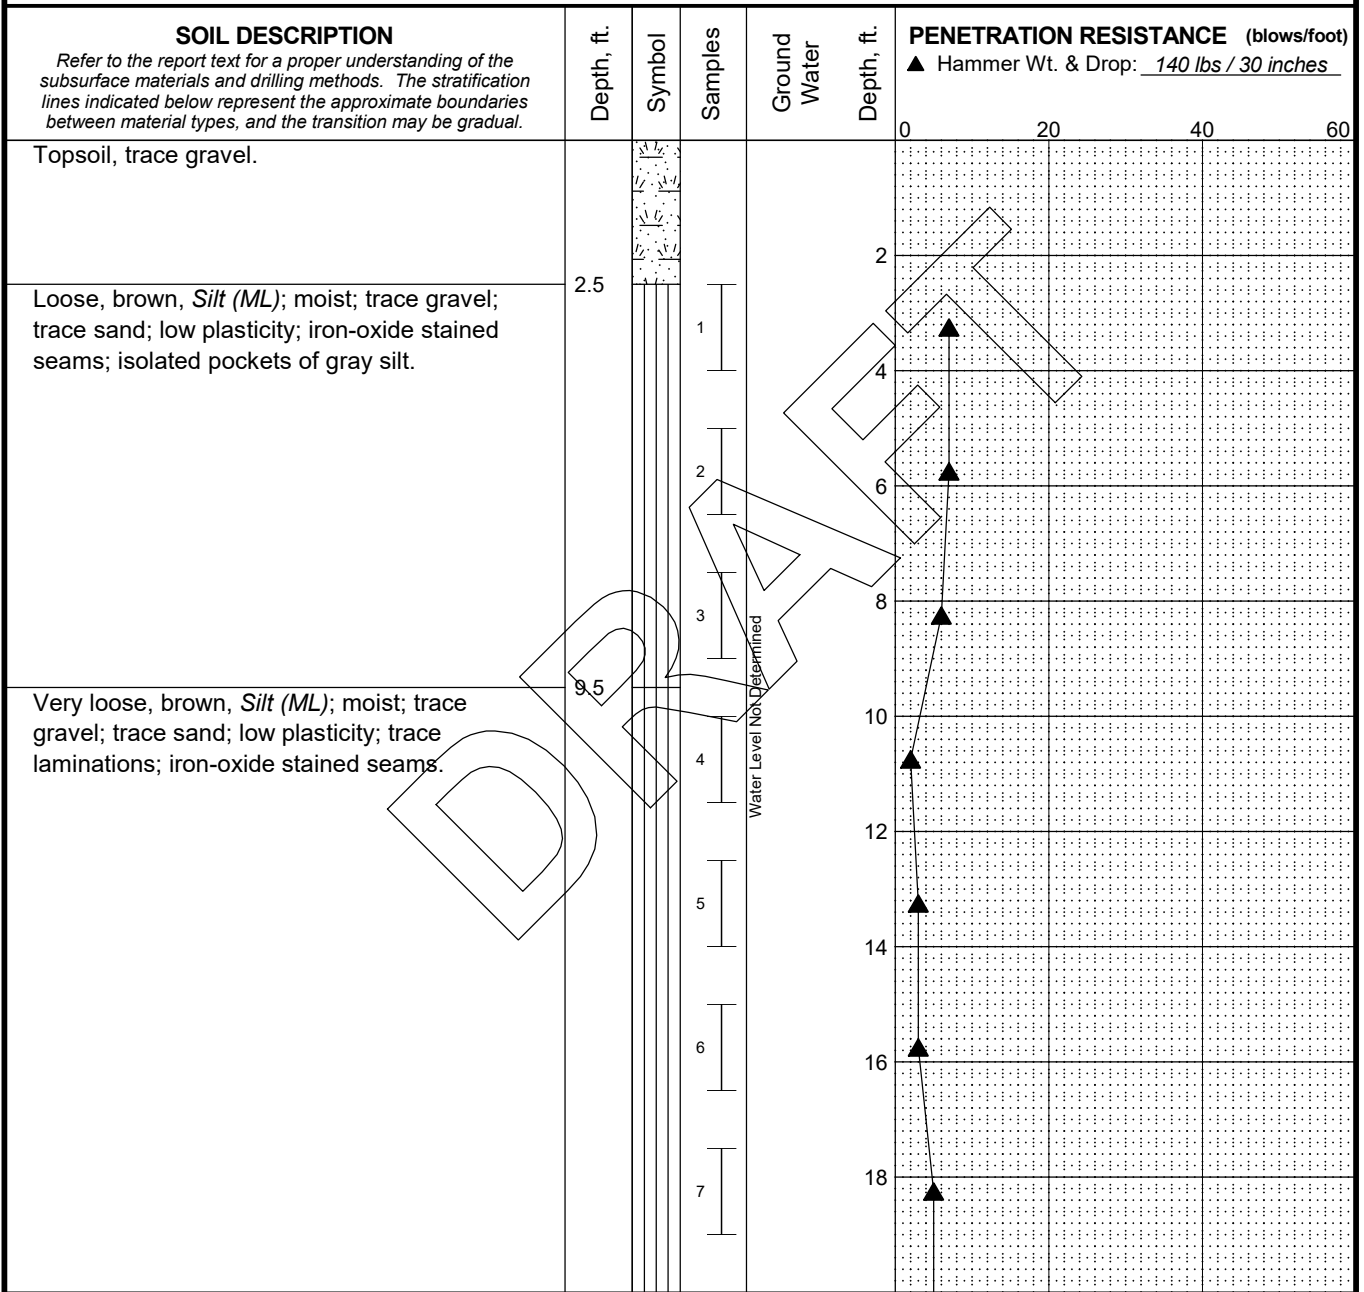 SOIL DESCRIPTION
Refer to the report text for a proper understanding of the
subsurface materials and drilling methods. The stratification
lines indicated below represent the approximate boundaries
between material types, and the transition may be gradual.
Depth, ft.
Symbol
Samples
Ground
Water
Depth, ft.
PENETRATION RESISTANCE (blows/foot)
▲ Hammer Wt. & Drop: 140 lbs / 30 inches
0 20 40 60
Topsoil, trace gravel.
2
2.5
Loose, brown, Silt (ML); moist; trace gravel;
trace sand; low plasticity; iron-oxide stained
seams; isolated pockets of gray silt.
1
4
2
6
8
3
Water Level Not Determined
9.5
Very loose, brown, Silt (ML); moist; trace
gravel; trace sand; low plasticity; trace
laminations; iron-oxide stained seams.
10
4
12
5
14
6
16
18
7
DRAFT